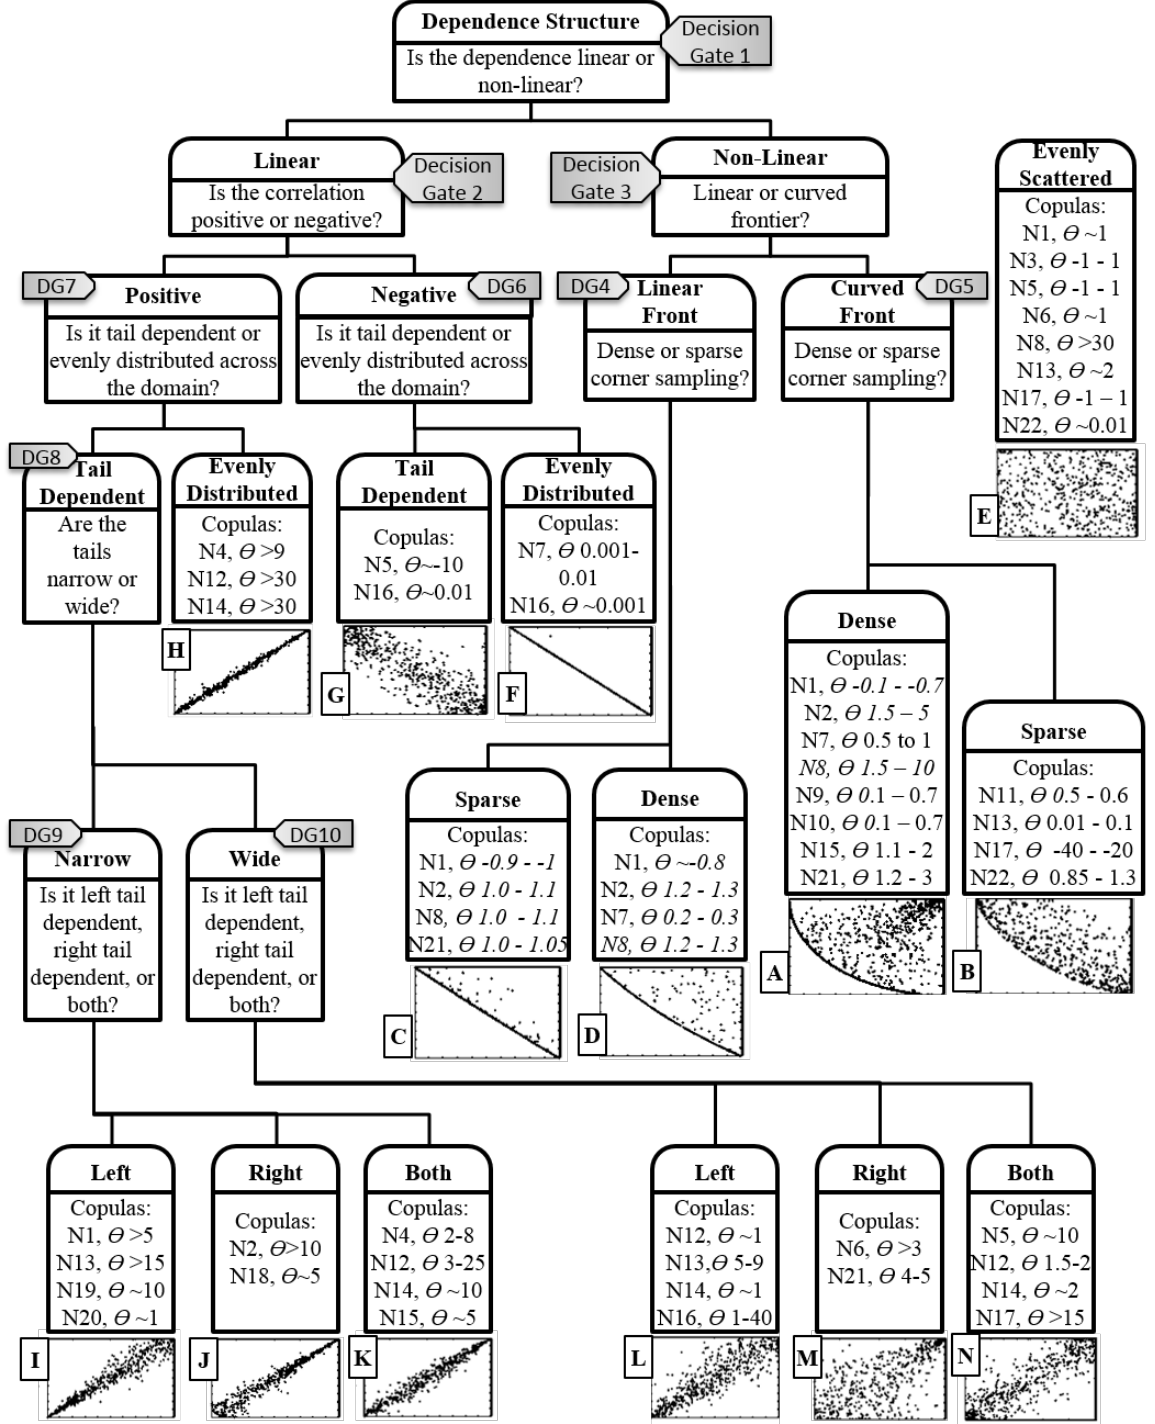 Dependence Structure
Is the dependence linear or
non-linear?
Decision
Gate 1
Linear
Is the correlation
positive or negative?
Decision
Gate 2
Decision
Gate 3
Non-Linear
Linear or curved
frontier?
Evenly
Scattered
Copulas:
N1, ϴ ~1
N3, ϴ -1 - 1
N5, ϴ -1 - 1
N6, ϴ ~1
N8, ϴ >30
N13, ϴ ~2
N17, ϴ -1 – 1
N22, ϴ ~0.01
E
DG7
Positive
Is it tail dependent or
evenly distributed across
the domain?
Negative
DG6
Is it tail dependent or
evenly distributed across
the domain?
DG4
Linear
Front
Dense or sparse
corner sampling?
Curved
Front
DG5
Dense or sparse
corner sampling?
DG8
Tail
Dependent
Are the
tails
narrow or
wide?
Evenly
Distributed
Copulas:
N4, ϴ >9
N12, ϴ >30
N14, ϴ >30
H
Tail
Dependent
Copulas:
N5, ϴ~-10
N16, ϴ~0.01
G
Evenly
Distributed
Copulas:
N7, ϴ 0.001-
0.01
N16, ϴ ~0.001
F
Dense
Copulas:
N1, ϴ -0.1 - -0.7
N2, ϴ 1.5 – 5
N7, ϴ 0.5 to 1
N8, ϴ 1.5 – 10
N9, ϴ 0.1 – 0.7
N10, ϴ 0.1 – 0.7
N15, ϴ 1.1 - 2
N21, ϴ 1.2 - 3
A
Sparse
Copulas:
N11, ϴ 0.5 - 0.6
N13, ϴ 0.01 - 0.1
N17, ϴ -40 - -20
N22, ϴ 0.85 - 1.3
B
Sparse
Copulas:
N1, ϴ -0.9 - -1
N2, ϴ 1.0 - 1.1
N8, ϴ 1.0 - 1.1
N21, ϴ 1.0 - 1.05
C
Dense
Copulas:
N1, ϴ ~-0.8
N2, ϴ 1.2 - 1.3
N7, ϴ 0.2 - 0.3
N8, ϴ 1.2 - 1.3
D
DG9
Narrow
Is it left tail
dependent,
right tail
dependent, or
both?
DG10
Wide
Is it left tail
dependent,
right tail
dependent, or
both?
Left
Copulas:
N1, ϴ >5
N13, ϴ >15
N19, ϴ ~10
N20, ϴ ~1
I
Right
Copulas:
N2, ϴ>10
N18, ϴ~5
J
Both
Copulas:
N4, ϴ 2-8
N12, ϴ 3-25
N14, ϴ ~10
N15, ϴ ~5
K
Left
Copulas:
N12, ϴ ~1
N13,ϴ 5-9
N14, ϴ ~1
N16, ϴ 1-40
L
Right
Copulas:
N6, ϴ >3
N21, ϴ 4-5
M
Both
Copulas:
N5, ϴ ~10
N12, ϴ 1.5-2
N14, ϴ ~2
N17, ϴ >15
N